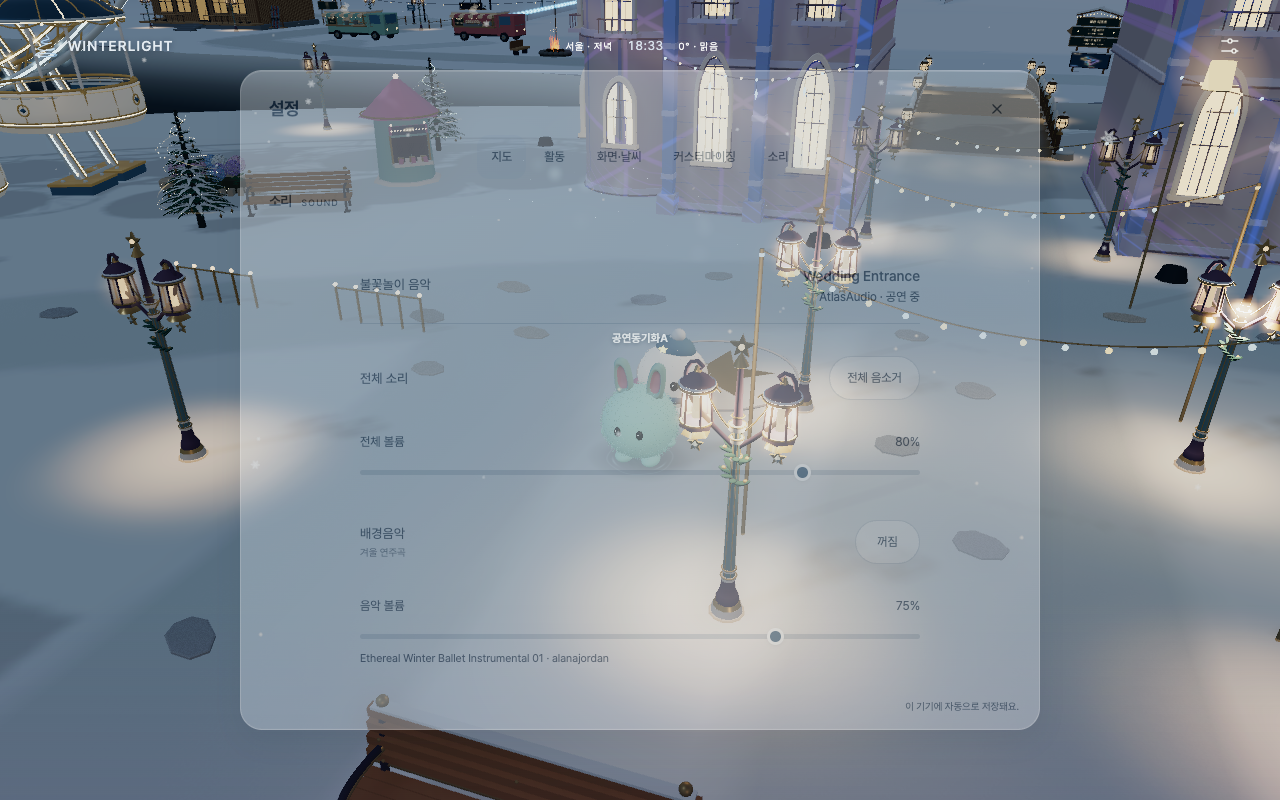 WINTERLIGHT
서울 · 저녁 18:33 0° · 맑음
설정
지도 활동 화면·날씨 커스터마이징 소리
소리 SOUND
불꽃놀이 음악
Wedding Entrance
AtlasAudio · 공연 중
공연동기화A
전체 소리
전체 음소거
전체 볼륨
80%
배경음악
겨울 연주곡
꺼짐
음악 볼륨
75%
Ethereal Winter Ballet Instrumental 01 · alanajordan
이 기기에 자동으로 저장돼요.